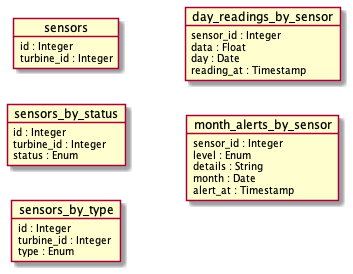 sensors
id : Integer
turbine_id : Integer
sensors_by_status
id : Integer
turbine_id : Integer
status : Enum
sensors_by_type
id : Integer
turbine_id : Integer
type : Enum
day_readings_by_sensor
sensor_id : Integer
data : Float
day : Date
reading_at : Timestamp
month_alerts_by_sensor
sensor_id : Integer
level : Enum
details : String
month : Date
alert_at : Timestamp